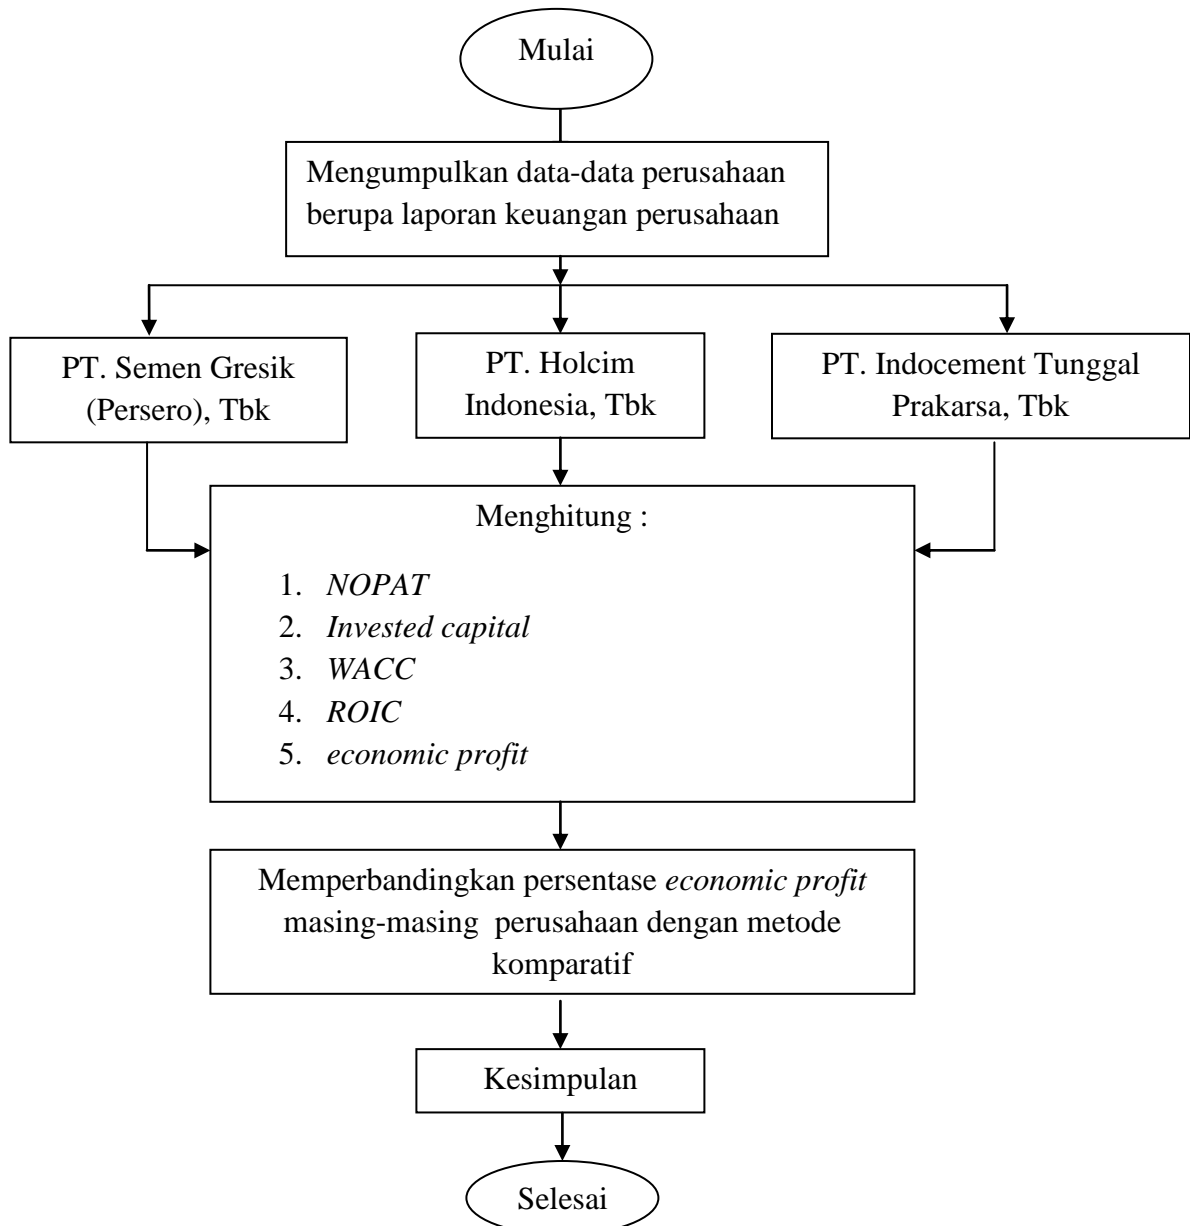 Mulai
Mengumpulkan data-data perusahaan
berupa laporan keuangan perusahaan
PT. Semen Gresik
(Persero), Tbk
PT. Holcim
Indonesia, Tbk
PT. Indocement Tunggal
Prakarsa, Tbk
Menghitung :
1. NOPAT
2. Invested capital
3. WACC
4. ROIC
5. economic profit
Memperbandingkan persentase economic profit
masing-masing perusahaan dengan metode
komparatif
Kesimpulan
Selesai